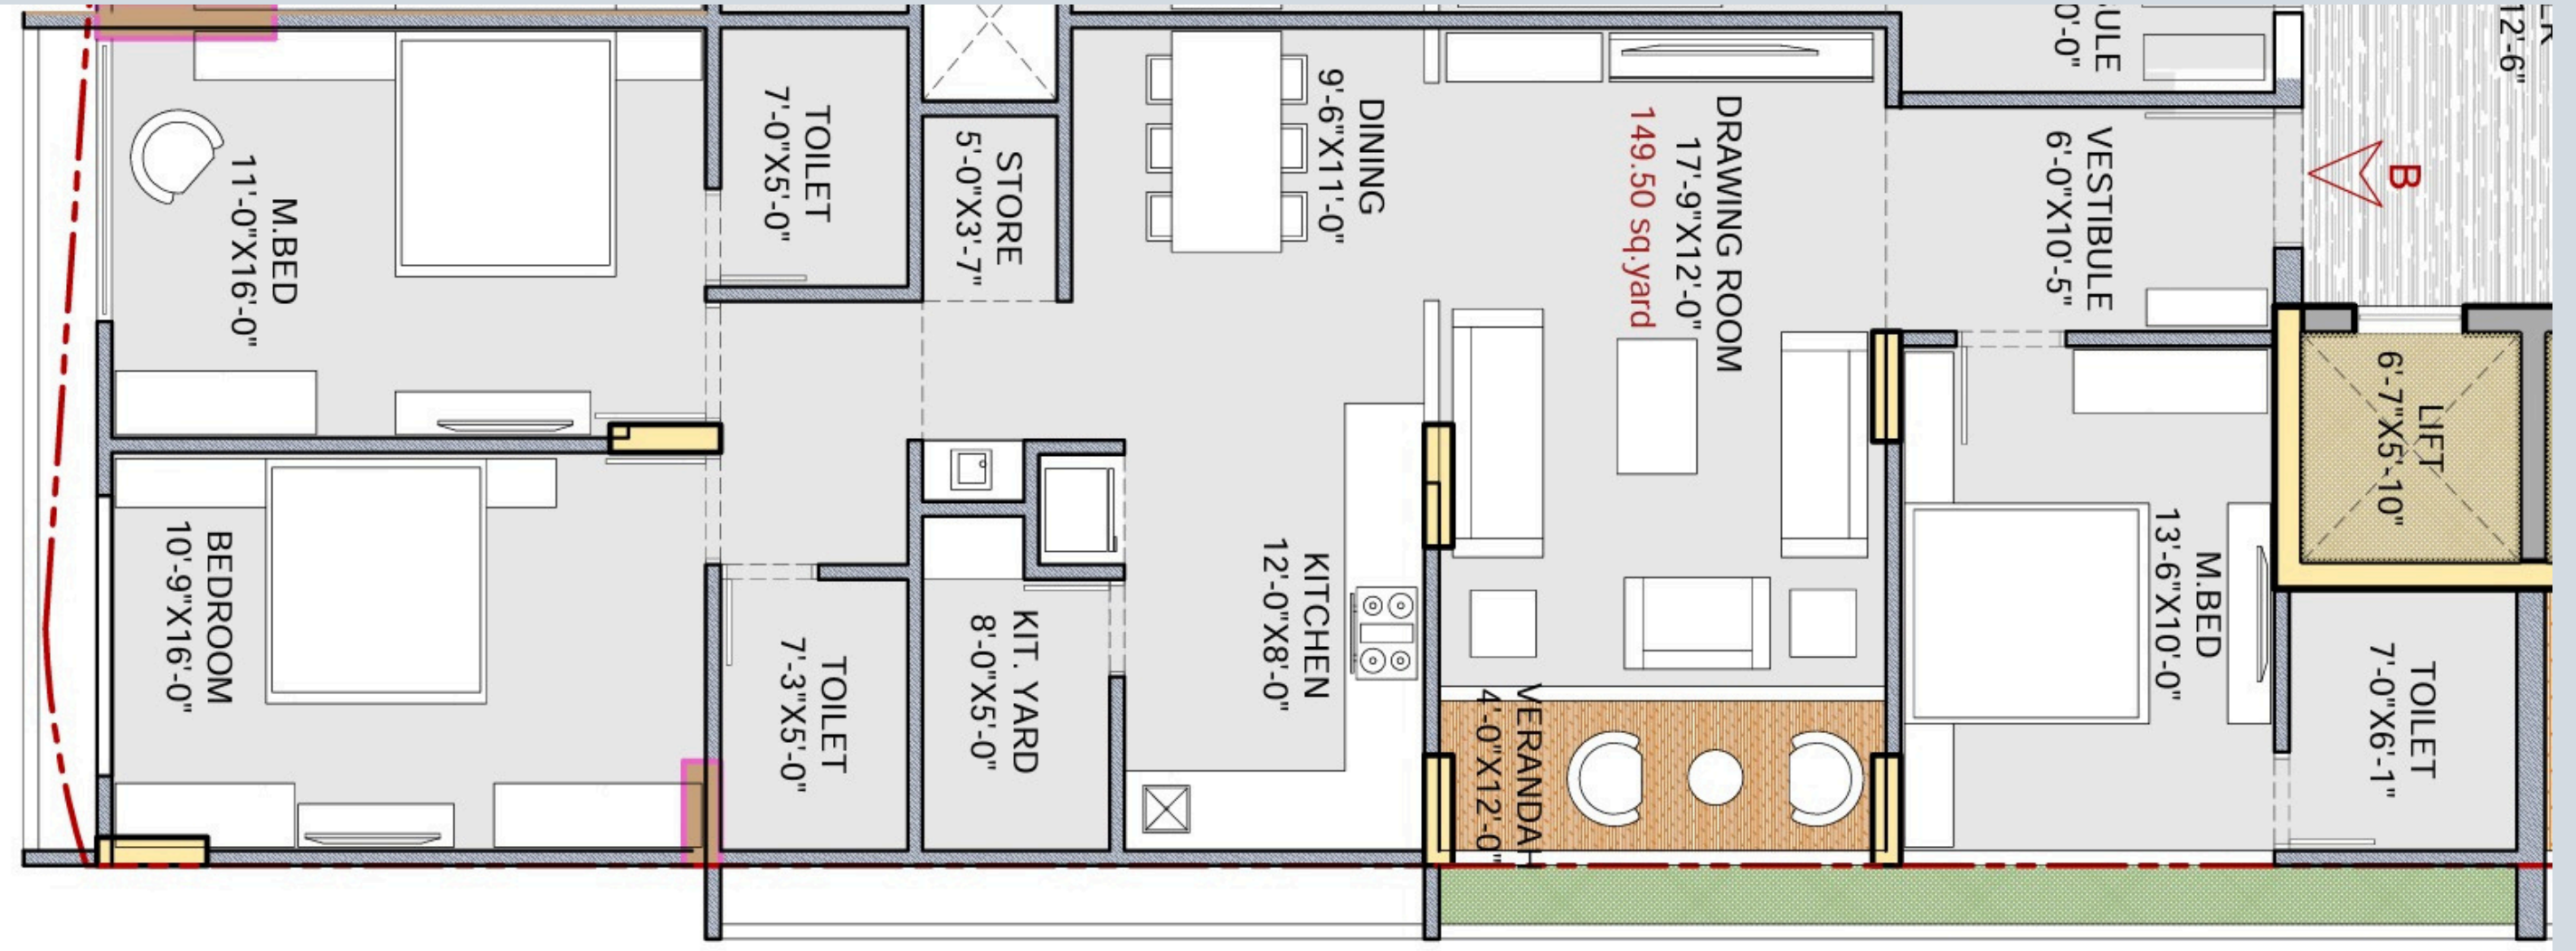 M.BED
11'-0"X16'-0"
TOILET
7'-0"X5'-0"
STORE
5'-0"X3'-7"
DINING
9'-6"X11'-0"
DRAWING ROOM
17'-9"X12'-0"
149.50 sq.yard
VESTIBULE
6'-0"X10'-5"
B
ULE
0'-0"
12'-6"
LIFT
6'-7"X5'-10"
BEDROOM
10'-9"X16'-0"
TOILET
7'-3"X5'-0"
KIT. YARD
8'-0"X5'-0"
KITCHEN
12'-0"X8'-0"
VERANDAH
4'-0"X12'-0"
M.BED
13'-6"X10'-0"
TOILET
7'-0"X6'-1"